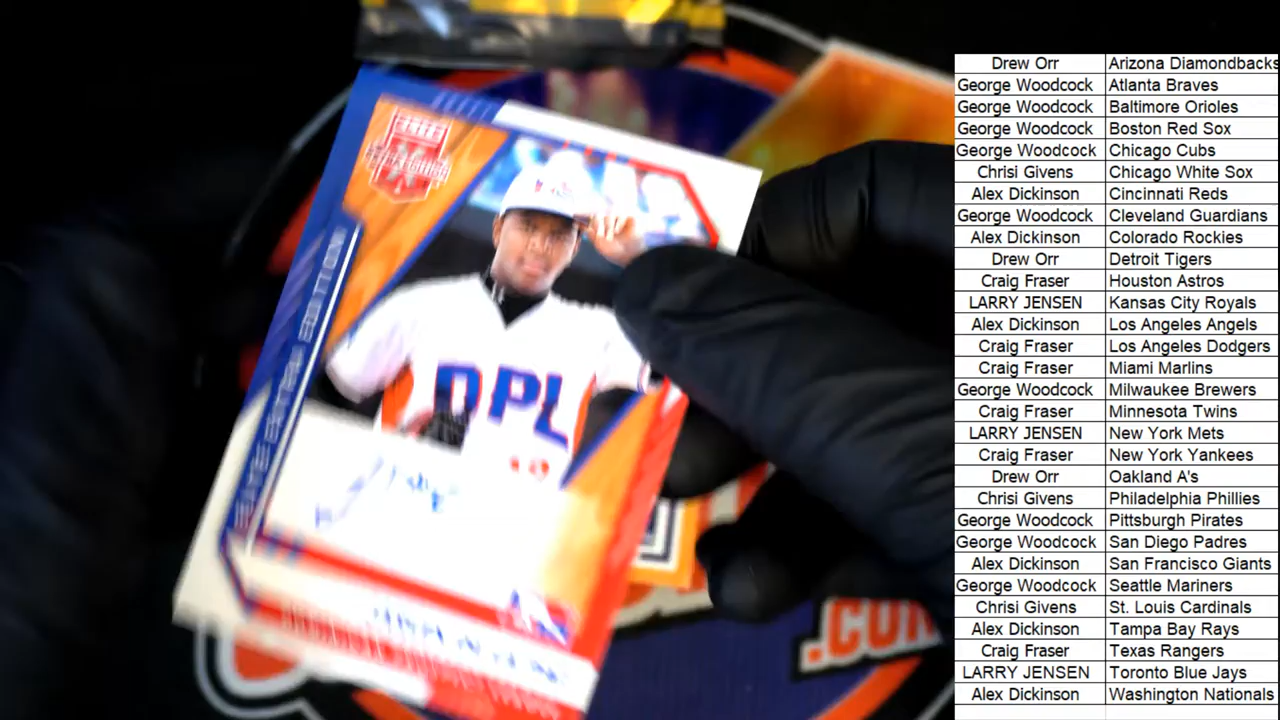 ELITE
EXTRA EDITION
DPL
.COM
Drew Orr Arizona Diamondbacks
George Woodcock Atlanta Braves
George Woodcock Baltimore Orioles
George Woodcock Boston Red Sox
George Woodcock Chicago Cubs
Chrisi Givens Chicago White Sox
Alex Dickinson Cincinnati Reds
George Woodcock Cleveland Guardians
Alex Dickinson Colorado Rockies
Drew Orr Detroit Tigers
Craig Fraser Houston Astros
LARRY JENSEN Kansas City Royals
Alex Dickinson Los Angeles Angels
Craig Fraser Los Angeles Dodgers
Craig Fraser Miami Marlins
George Woodcock Milwaukee Brewers
Craig Fraser Minnesota Twins
LARRY JENSEN New York Mets
Craig Fraser New York Yankees
Drew Orr Oakland A's
Chrisi Givens Philadelphia Phillies
George Woodcock Pittsburgh Pirates
George Woodcock San Diego Padres
Alex Dickinson San Francisco Giants
George Woodcock Seattle Mariners
Chrisi Givens St. Louis Cardinals
Alex Dickinson Tampa Bay Rays
Craig Fraser Texas Rangers
LARRY JENSEN Toronto Blue Jays
Alex Dickinson Washington Nationals